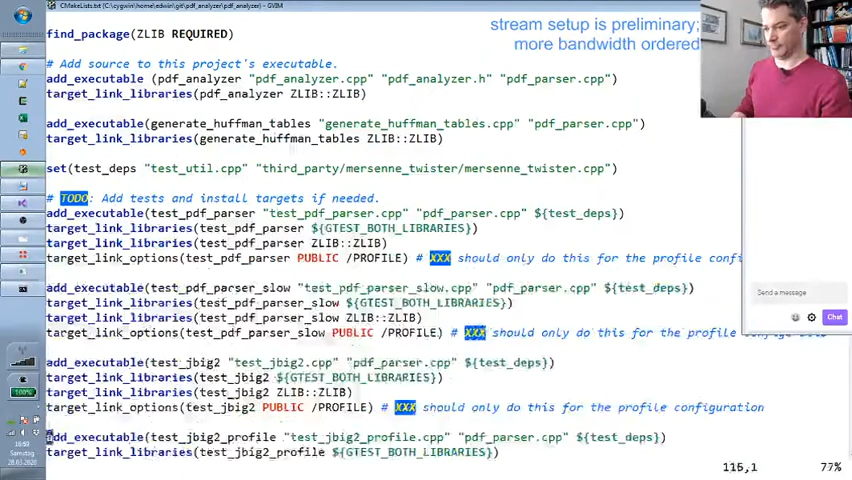 CMakeLists.txt (C:\cygwin\home\edwin\git\pdf_analyzer\pdf_analyzer) - GVIM
stream setup is preliminary;
more bandwidth ordered
find_package(ZLIB REQUIRED)
# Add source to this project's executable.
add_executable (pdf_analyzer "pdf_analyzer.cpp" "pdf_analyzer.h" "pdf_parser.cpp")
target_link_libraries(pdf_analyzer ZLIB::ZLIB)
add_executable(generate_huffman_tables "generate_huffman_tables.cpp" "pdf_parser.cpp")
target_link_libraries(generate_huffman_tables ZLIB::ZLIB)
set(test_deps "test_util.cpp" "third_party/mersenne_twister/mersenne_twister.cpp")
# TODO: Add tests and install targets if needed.
add_executable(test_pdf_parser "test_pdf_parser.cpp" "pdf_parser.cpp" ${test_deps})
target_link_libraries(test_pdf_parser ${GTEST_BOTH_LIBRARIES})
target_link_libraries(test_pdf_parser ZLIB::ZLIB)
target_link_options(test_pdf_parser PUBLIC /PROFILE) # XXX should only do this for the profile confi
add_executable(test_pdf_parser_slow "test_pdf_parser_slow.cpp" "pdf_parser.cpp" ${test_deps})
target_link_libraries(test_pdf_parser_slow ${GTEST_BOTH_LIBRARIES})
target_link_libraries(test_pdf_parser_slow ZLIB::ZLIB)
target_link_options(test_pdf_parser_slow PUBLIC /PROFILE) # XXX should only do this for the profile
add_executable(test_jbig2 "test_jbig2.cpp" "pdf_parser.cpp" ${test_deps})
target_link_libraries(test_jbig2 ${GTEST_BOTH_LIBRARIES})
target_link_libraries(test_jbig2 ZLIB::ZLIB)
target_link_options(test_jbig2 PUBLIC /PROFILE) # XXX should only do this for the profile configuration
add_executable(test_jbig2_profile "test_jbig2_profile.cpp" "pdf_parser.cpp" ${test_deps})
target_link_libraries(test_jbig2_profile ${GTEST_BOTH_LIBRARIES})
116,1 77%
Send a message
Chat
100%
16:59
Samstag
28.03.2020